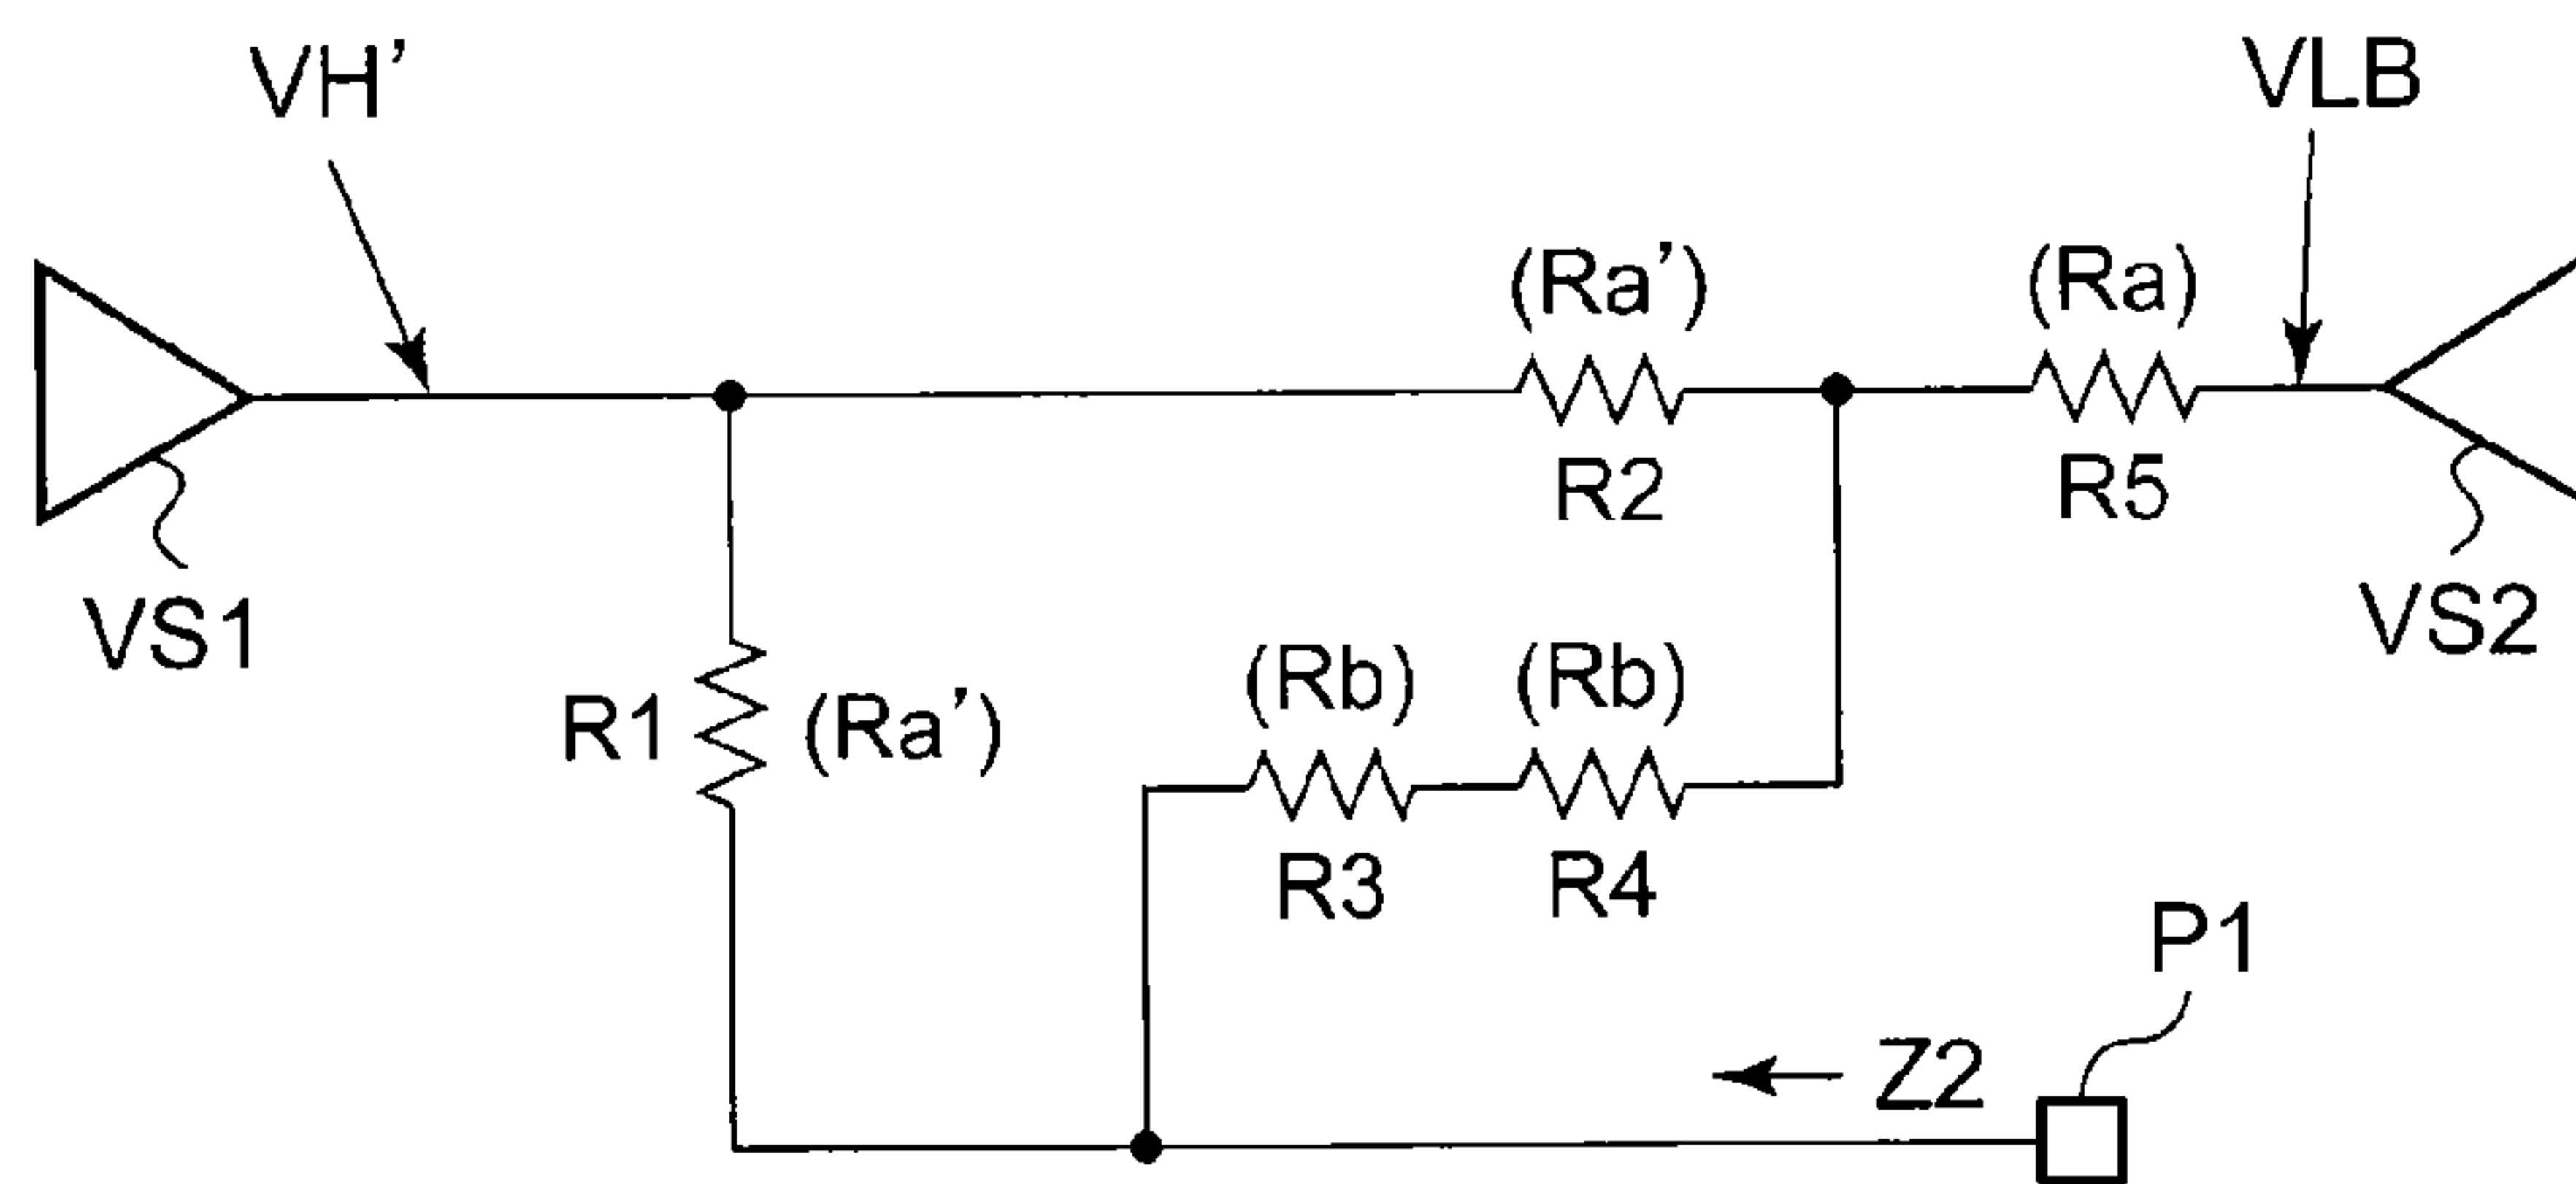 VH’
VLB
(Ra’)
(Ra)
R2
R5
VS1
VS2
(Rb)
(Rb)
R1
(Ra’)
R3
R4
P1
Z2